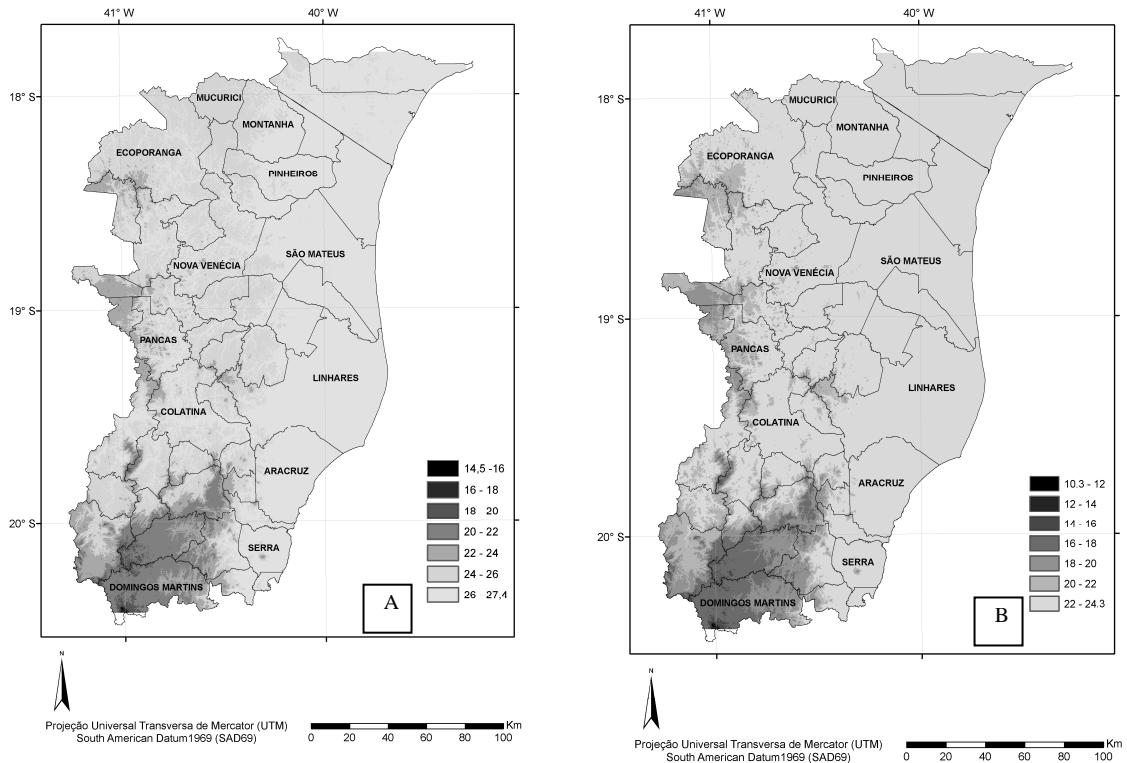 41° W
40° W
18° S
19° S
20° S
MUCURICI
MONTANHA
ECOPORANGA
PINHEIROS
SÃO MATEUS
NOVA VENÉCIA
PANCAS
LINHARES
COLATINA
ARACRUZ
SERRA
DOMINGOS MARTINS
14,5 -16
16 - 18
18 20
20 - 22
22 - 24
24 - 26
26 - 27,4
A
N
Projeção Universal Transversa de Mercator (UTM)
South American Datum1969 (SAD69)
Km
0 20 40 60 80 100
41° W
40° W
18° S
19° S
20° S
MUCURICI
MONTANHA
ECOPORANGA
PINHEIROS
SÃO MATEUS
NOVA VENÉCIA
PANCAS
LINHARES
COLATINA
ARACRUZ
SERRA
DOMINGOS MARTINS
10.3 - 12
12 - 14
14 - 16
16 - 18
18 - 20
20 - 22
22 - 24.3
B
N
Projeção Universal Transversa de Mercator (UTM)
South American Datum1969 (SAD69)
Km
0 20 40 60 80 100